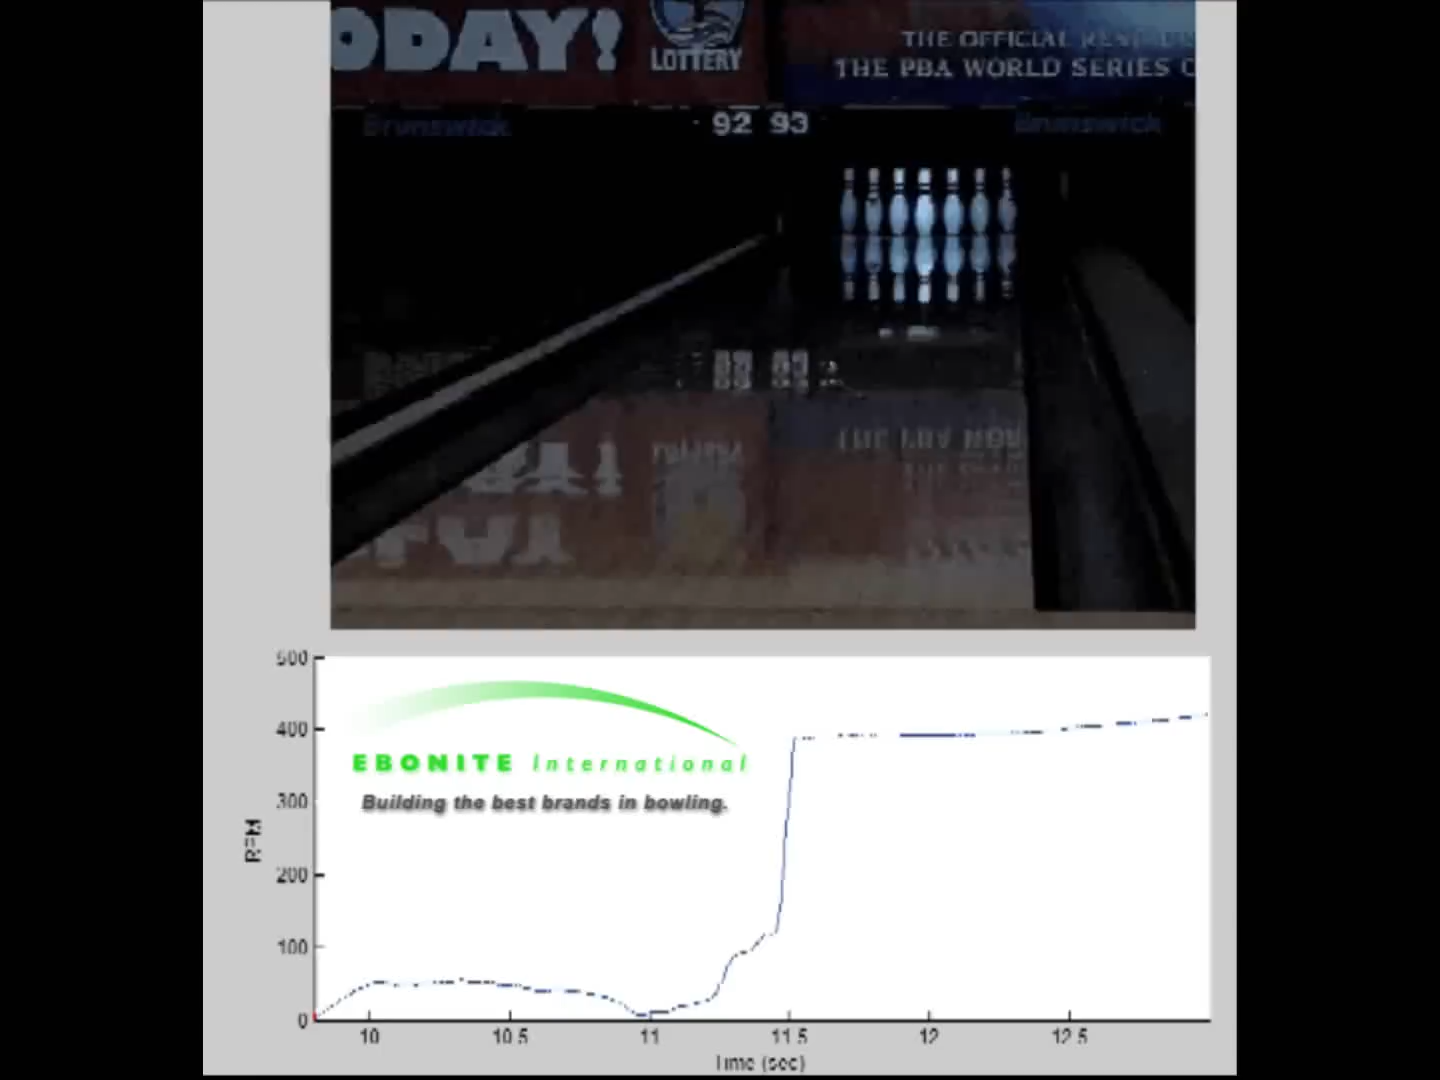 ODAY!
LOTTERY
THE OFFICIAL
THE PBA WORLD SERIES
Brunswick
92 93
Brunswick
500
400
300
200
100
0
RPM
EBONITE International
Building the best brands in bowling.
10
10.5
11
11.5
12
12.5
Time (sec)